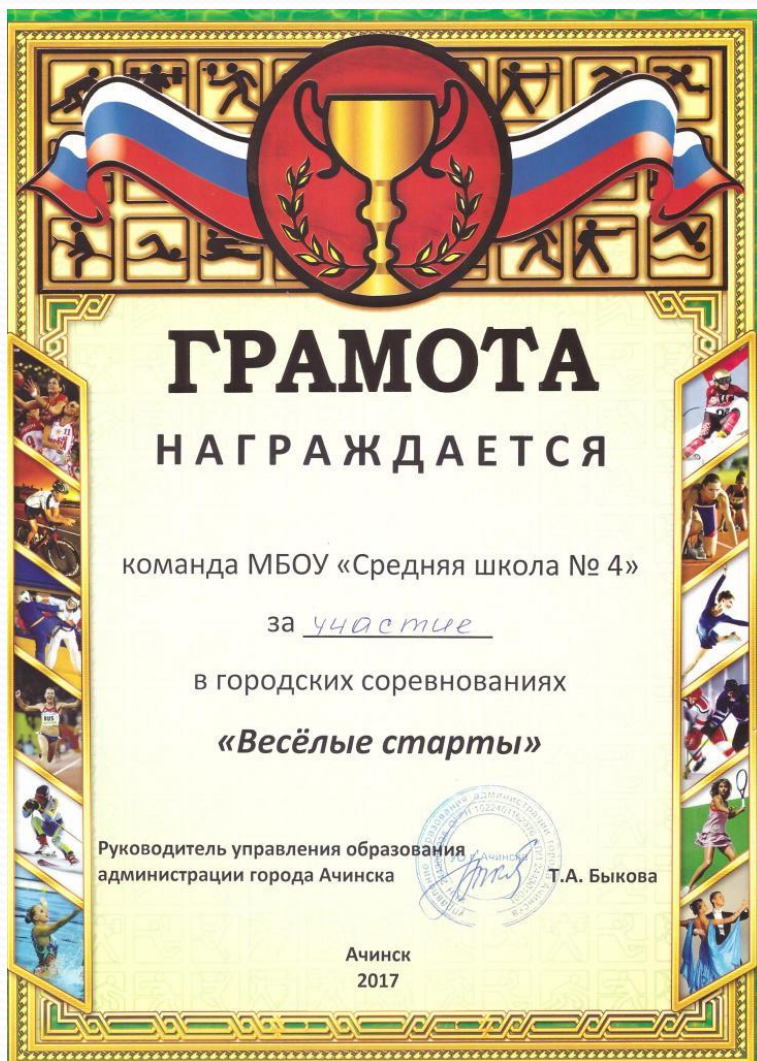 ГРАМОТА
НАГРАЖДАЕТСЯ
команда МБОУ «Средняя школа № 4»
за участие
в городских соревнованиях
«Весёлые старты»
Руководитель управления образования
администрации города Ачинска
Т.А. Быкова
Ачинск
2017